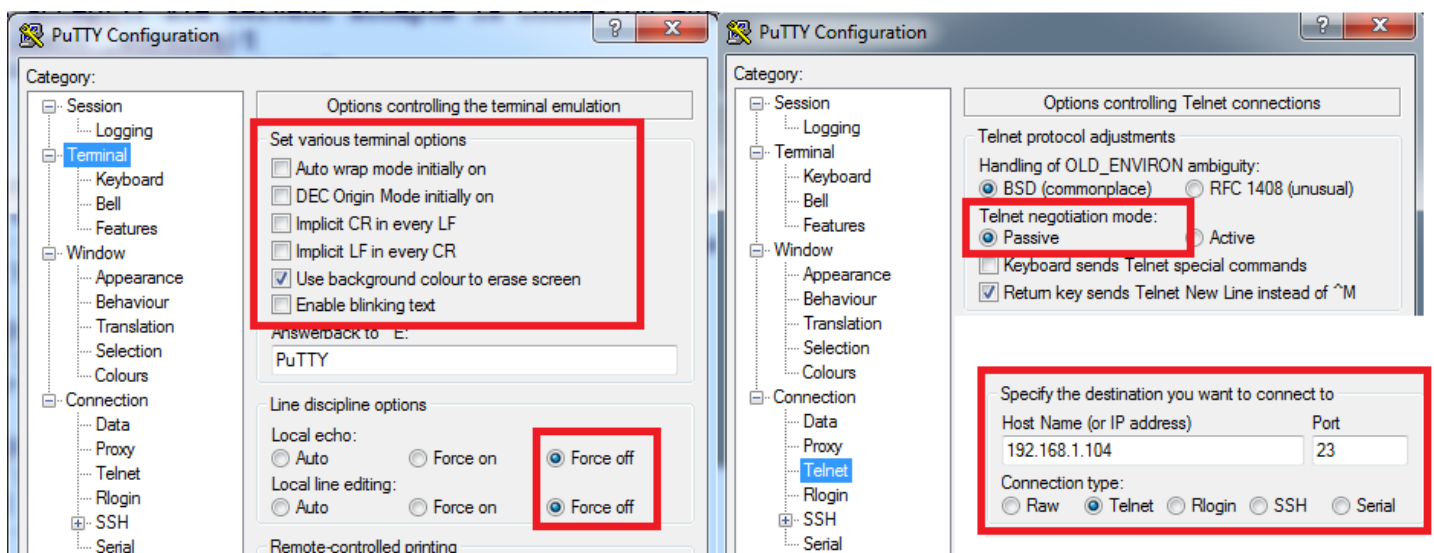 PuTTY Configuration
Category:
Session
Logging
Terminal
Keyboard
Bell
Features
Window
Appearance
Behaviour
Translation
Selection
Colours
Connection
Data
Proxy
Telnet
Rlogin
SSH
Serial
Options controlling the terminal emulation
Set various terminal options
Auto wrap mode initially on
DEC Origin Mode initially on
Implicit CR in every LF
Implicit LF in every CR
Use background colour to erase screen
Enable blinking text
Answerback to ^E:
PuTTY
Line discipline options
Local echo:
Auto Force on Force off
Local line editing:
Auto Force on Force off
Remote-controlled printing
PuTTY Configuration
Category:
Session
Logging
Terminal
Keyboard
Bell
Features
Window
Appearance
Behaviour
Translation
Selection
Colours
Connection
Data
Proxy
Telnet
Rlogin
SSH
Serial
Options controlling Telnet connections
Telnet protocol adjustments
Handling of OLD_ENVIRON ambiguity:
BSD (commonplace) RFC 1408 (unusual)
Telnet negotiation mode:
Passive Active
Keyboard sends Telnet special commands
Return key sends Telnet New Line instead of ^M
Specify the destination you want to connect to
Host Name (or IP address) Port
192.168.1.104 23
Connection type:
Raw Telnet Rlogin SSH Serial